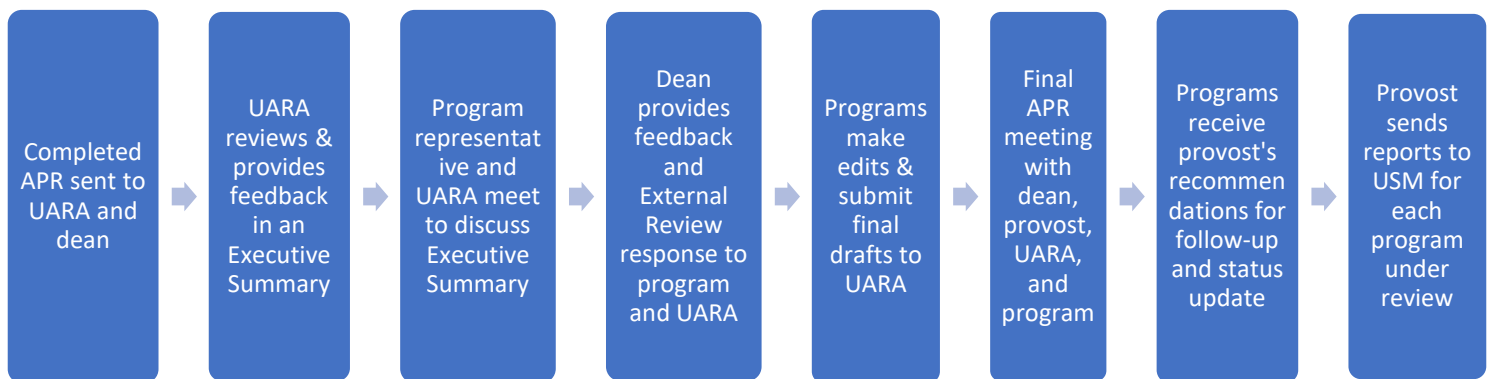 Completed
APR sent to
UARA and
dean
UARA
reviews &
provides
feedback
in an
Executive
Summary
Program
representat
ive and
UARA meet
to discuss
Executive
Summary
Dean
provides
feedback
and
External
Review
response to
program
and UARA
Programs
make
edits &
submit
final
drafts to
UARA
Final
APR
meeting
with
dean,
provost,
UARA,
and
program
Programs
receive
provost's
recommen
dations for
follow-up
and status
update
Provost
sends
reports to
USM for
each
program
under
review